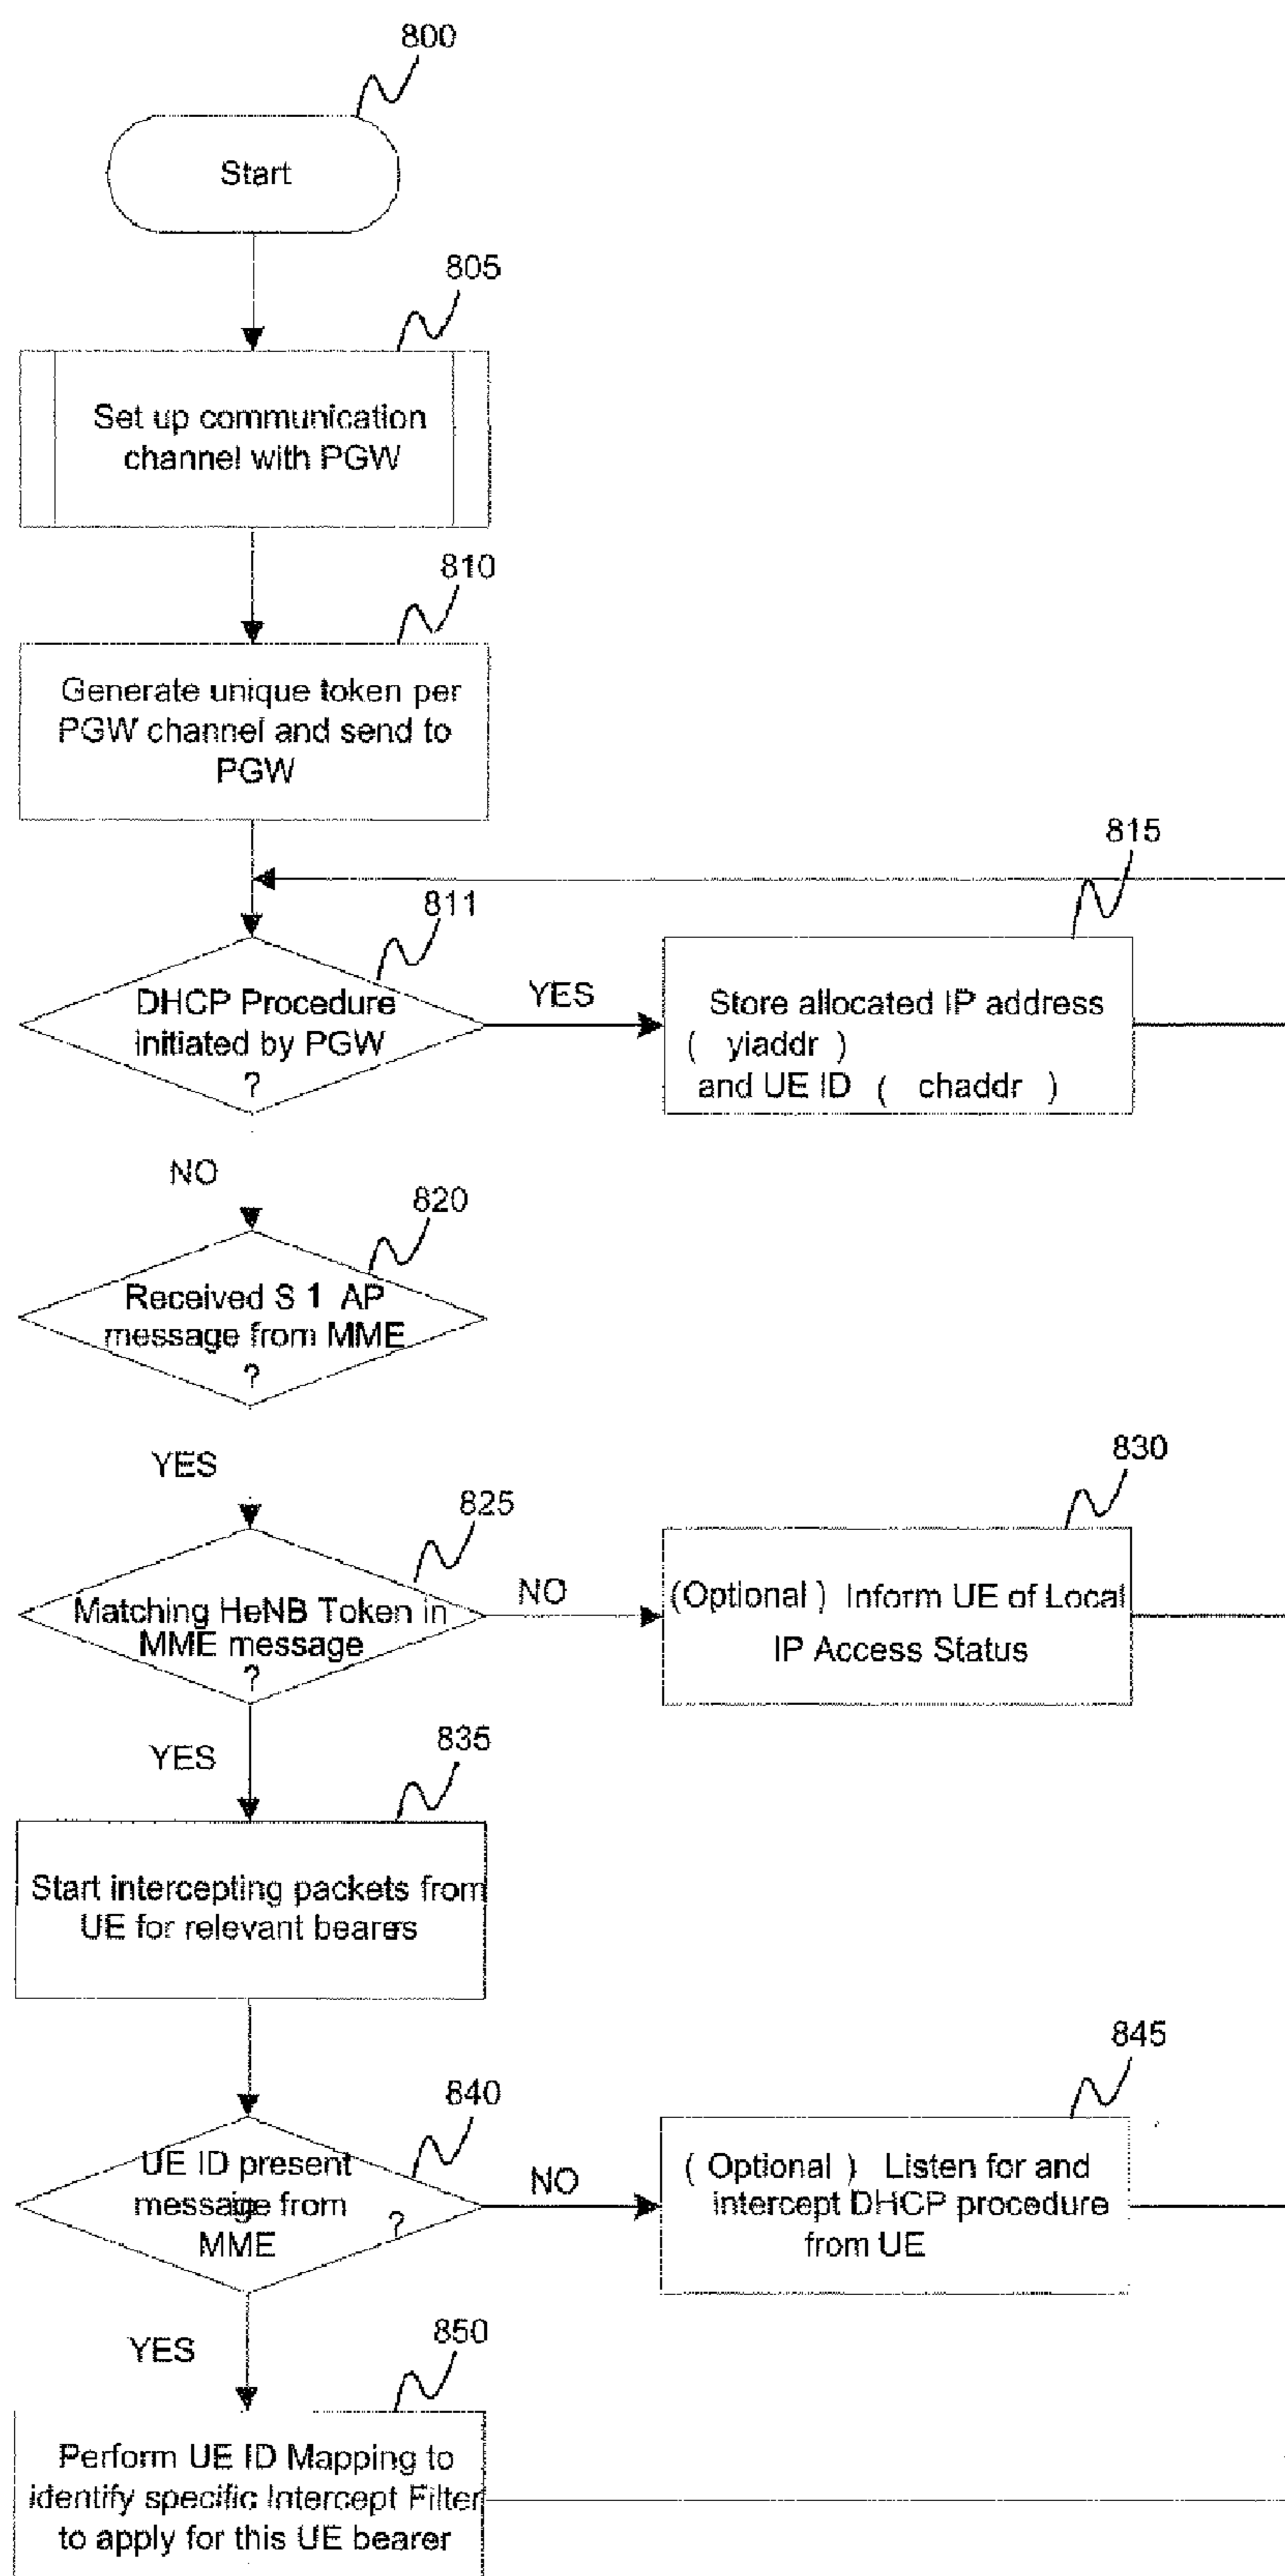 800
Start
805
Set up communication
channel with PGW
810
Generate unique token per
PGW channel and send to
PGW
815
811
DHCP Procedure
initiated by PGW
?
YES
Store allocated IP address
( yiaddr )
and UE ID ( chaddr )
NO
820
Received S 1 AP
message from MME
?
YES
830
825
Matching HeNB Token in
MME message
?
NO
(Optional ) Inform UE of Local
IP Access Status
YES
835
Start intercepting packets from
UE for relevant beares
845
840
UE ID present
message from
MME
?
NO
( Optional ) Listen for and
intercept DHCP procedure
from UE
YES
850
Perform UE ID Mapping to
identify specific Intercept Filter
to apply for this UE bearer